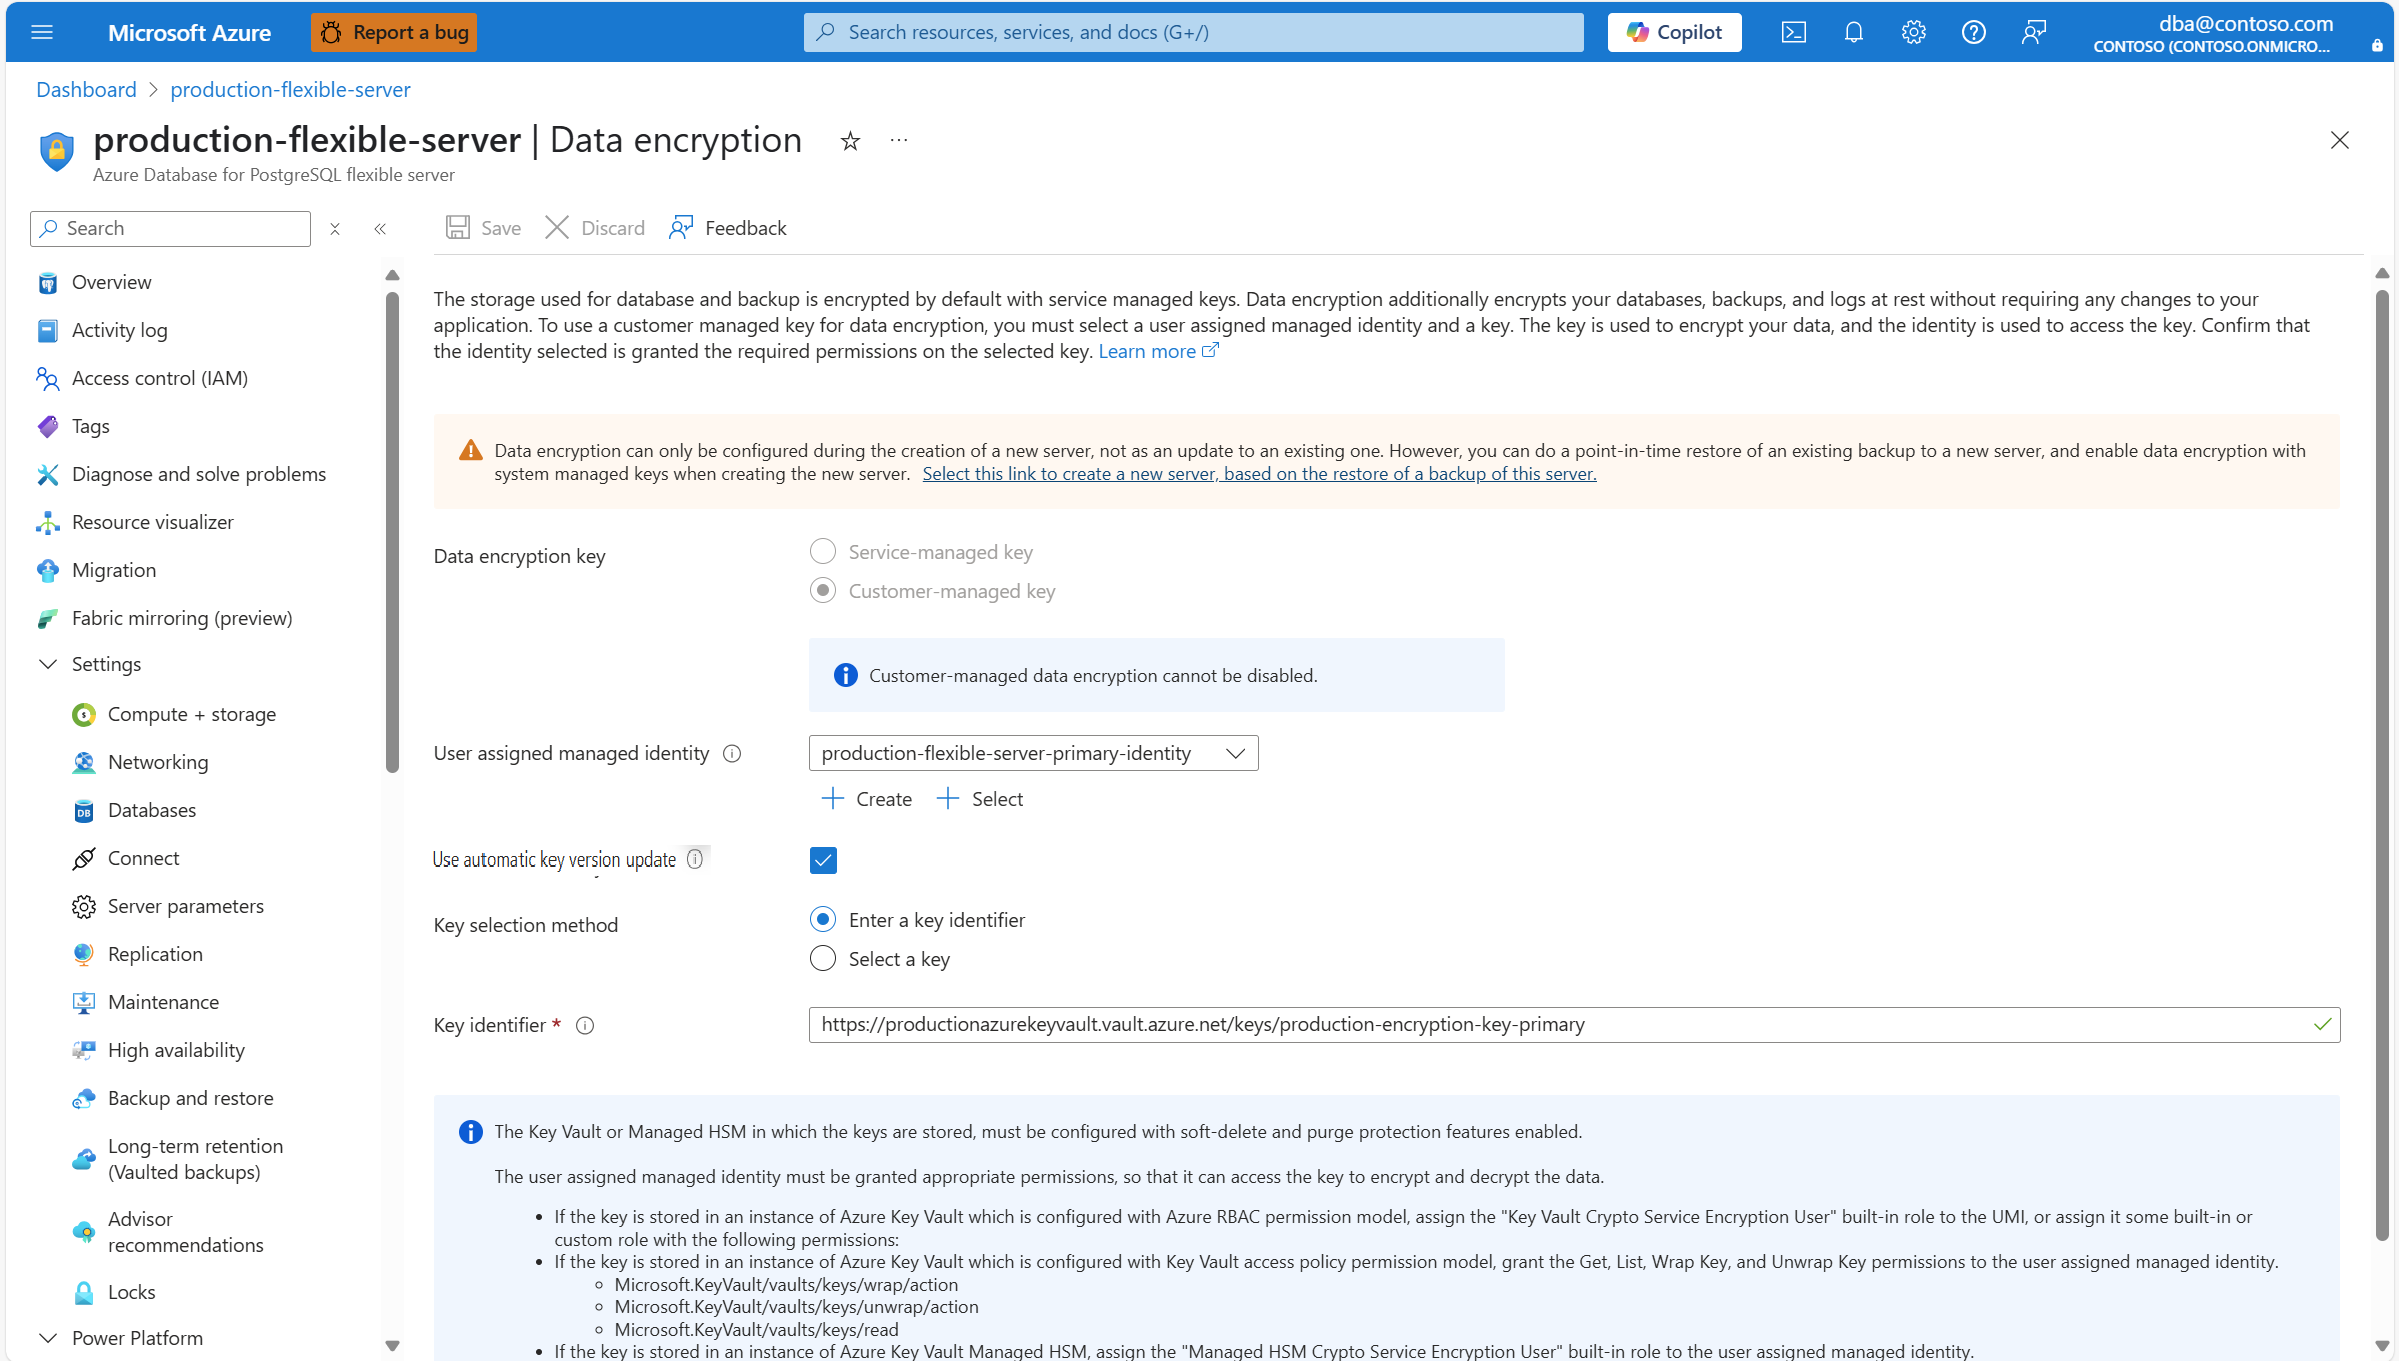 Microsoft Azure
Report a bug
Search resources, services, and docs (G+/)
Copilot
dba@contoso.com
CONTOSO (CONTOSO.ONMICRO...
Dashboard > production-flexible-server
production-flexible-server | Data encryption
Azure Database for PostgreSQL flexible server
Search
Save
Discard
Feedback
Overview
Activity log
Access control (IAM)
Tags
Diagnose and solve problems
Resource visualizer
Migration
Fabric mirroring (preview)
Settings
Compute + storage
Networking
Databases
Connect
Server parameters
Replication
Maintenance
High availability
Backup and restore
Long-term retention
(Vaulted backups)
Advisor
recommendations
Locks
Power Platform
The storage used for database and backup is encrypted by default with service managed keys. Data encryption additionally encrypts your databases, backups, and logs at rest without requiring any changes to your
application. To use a customer managed key for data encryption, you must select a user assigned managed identity and a key. The key is used to encrypt your data, and the identity is used to access the key. Confirm that
the identity selected is granted the required permissions on the selected key. Learn more
Data encryption can only be configured during the creation of a new server, not as an update to an existing one. However, you can do a point-in-time restore of an existing backup to a new server, and enable data encryption with
system managed keys when creating the new server. Select this link to create a new server, based on the restore of a backup of this server.
Data encryption key
Service-managed key
Customer-managed key
Customer-managed data encryption cannot be disabled.
User assigned managed identity
production-flexible-server-primary-identity
Create
Select
Use automatic key version update
Key selection method
Enter a key identifier
Select a key
Key identifier *
https://productionazurekeyvault.vault.azure.net/keys/production-encryption-key-primary
The Key Vault or Managed HSM in which the keys are stored, must be configured with soft-delete and purge protection features enabled.
The user assigned managed identity must be granted appropriate permissions, so that it can access the key to encrypt and decrypt the data.
• If the key is stored in an instance of Azure Key Vault which is configured with Azure RBAC permission model, assign the "Key Vault Crypto Service Encryption User" built-in role to the UMI, or assign it some built-in or
custom role with the following permissions:
• If the key is stored in an instance of Azure Key Vault which is configured with Key Vault access policy permission model, grant the Get, List, Wrap Key, and Unwrap Key permissions to the user assigned managed identity.
◦ Microsoft.KeyVault/vaults/keys/wrap/action
◦ Microsoft.KeyVault/vaults/keys/unwrap/action
◦ Microsoft.KeyVault/vaults/keys/read
• If the key is stored in an instance of Azure Key Vault Managed HSM, assign the "Managed HSM Crypto Service Encryption User" built-in role to the user assigned managed identity.